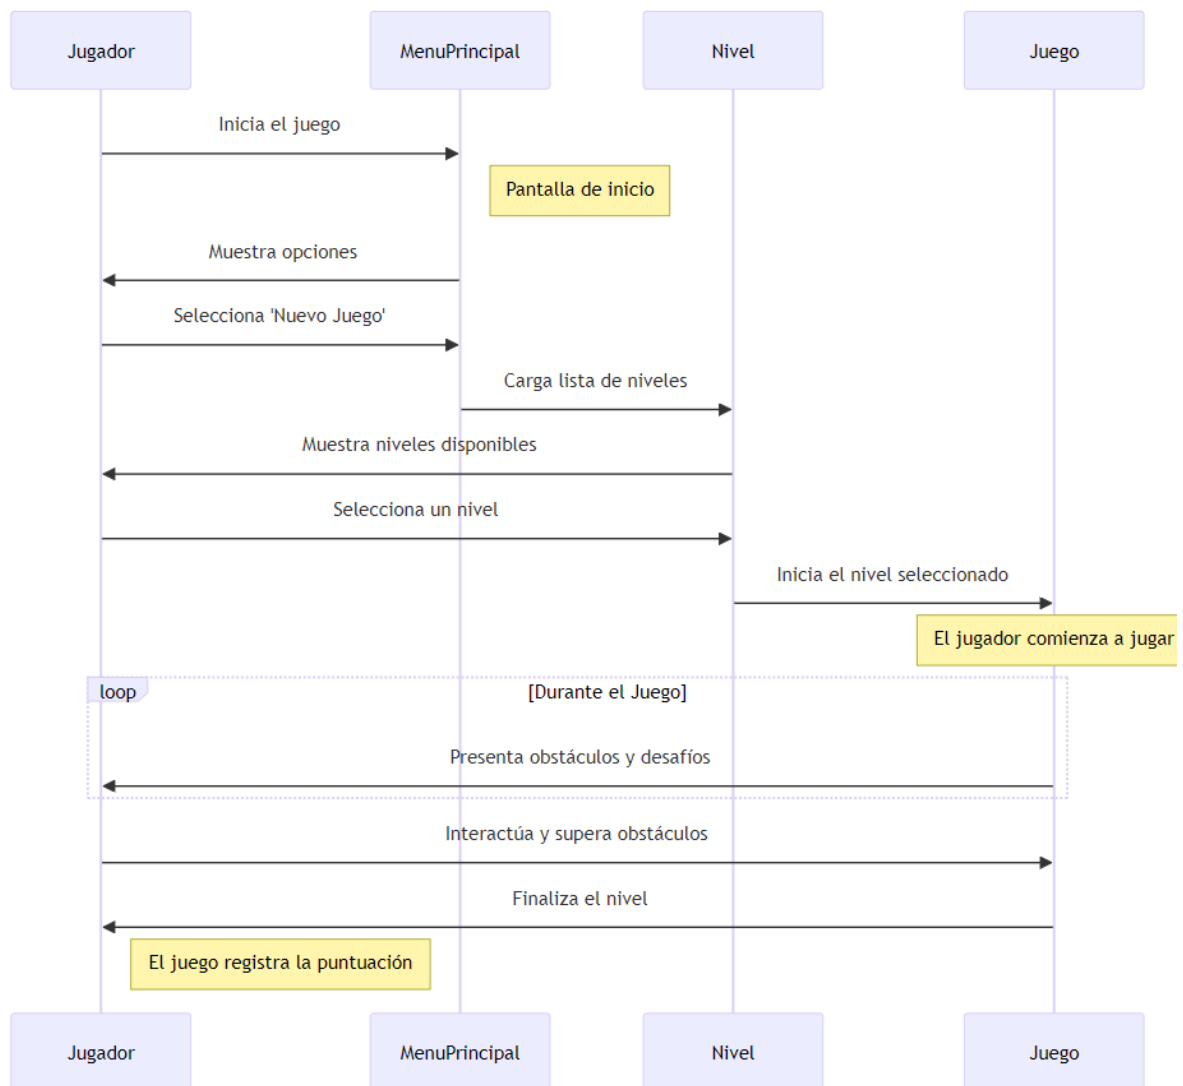 Jugador
MenuPrincipal
Nivel
Juego
Inicia el juego
Pantalla de inicio
Muestra opciones
Selecciona 'Nuevo Juego'
Carga lista de niveles
Muestra niveles disponibles
Selecciona un nivel
Inicia el nivel seleccionado
El jugador comienza a jugar
loop
[Durante el Juego]
Presenta obstáculos y desafíos
Interactúa y supera obstáculos
Finaliza el nivel
El juego registra la puntuación
Jugador
MenuPrincipal
Nivel
Juego